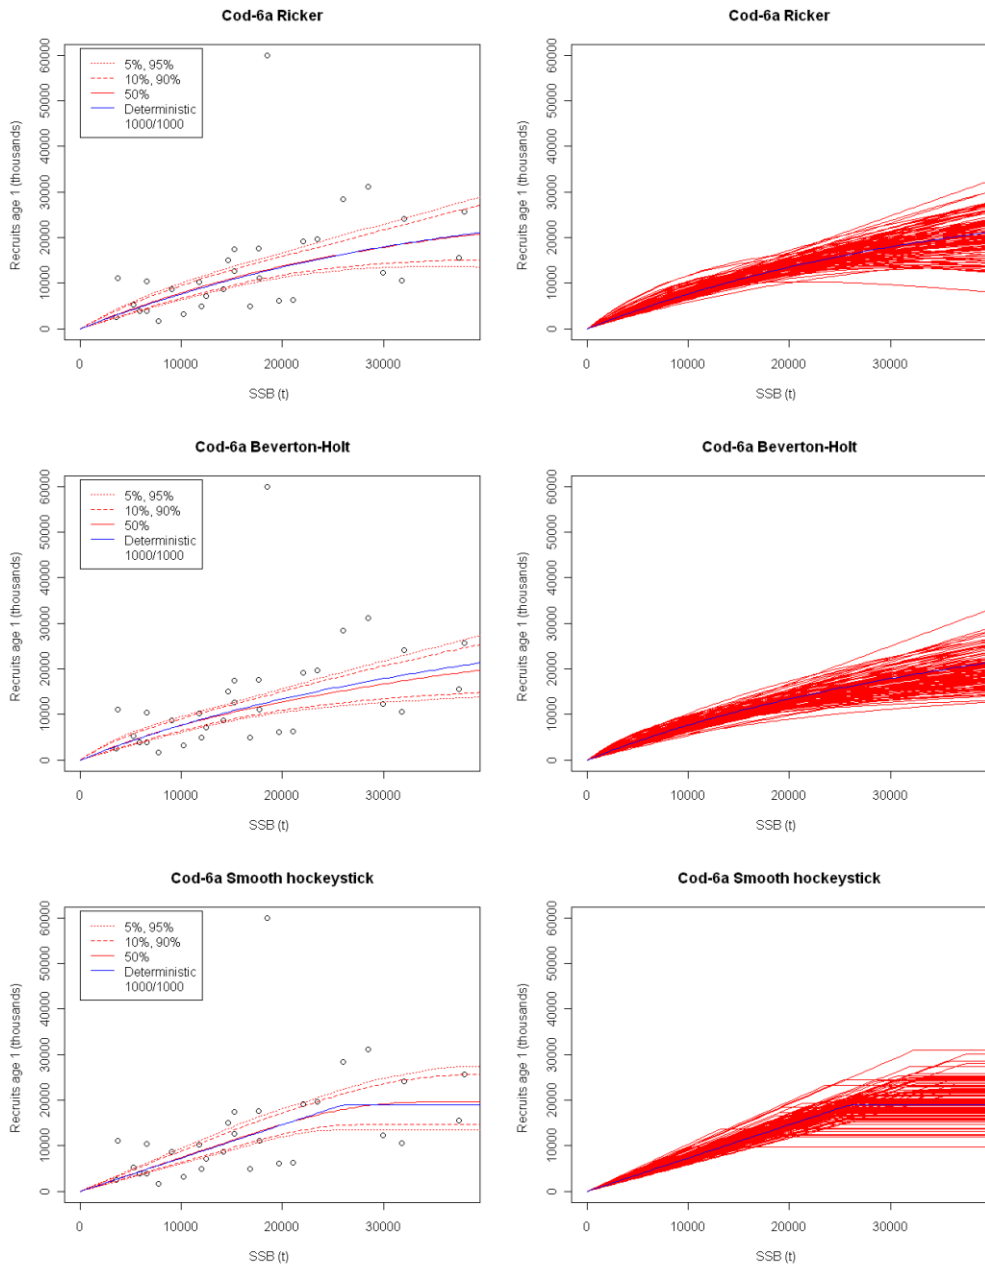 Cod-6a Ricker
Recruits age 1 (thousands)
60000
50000
40000
30000
20000
10000
0
5%, 95%
10%, 90%
50%
Deterministic
1000/1000
0 10000 20000 30000
SSB (t)
Cod-6a Ricker
Recruits age 1 (thousands)
60000
50000
40000
30000
20000
10000
0
0 10000 20000 30000
SSB (t)
Cod-6a Beverton-Holt
Recruits age 1 (thousands)
60000
50000
40000
30000
20000
10000
0
5%, 95%
10%, 90%
50%
Deterministic
1000/1000
0 10000 20000 30000
SSB (t)
Cod-6a Beverton-Holt
Recruits age 1 (thousands)
60000
50000
40000
30000
20000
10000
0
0 10000 20000 30000
SSB (t)
Cod-6a Smooth hockeystick
Recruits age 1 (thousands)
60000
50000
40000
30000
20000
10000
0
5%, 95%
10%, 90%
50%
Deterministic
1000/1000
0 10000 20000 30000
SSB (t)
Cod-6a Smooth hockeystick
Recruits age 1 (thousands)
60000
50000
40000
30000
20000
10000
0
0 10000 20000 30000
SSB (t)